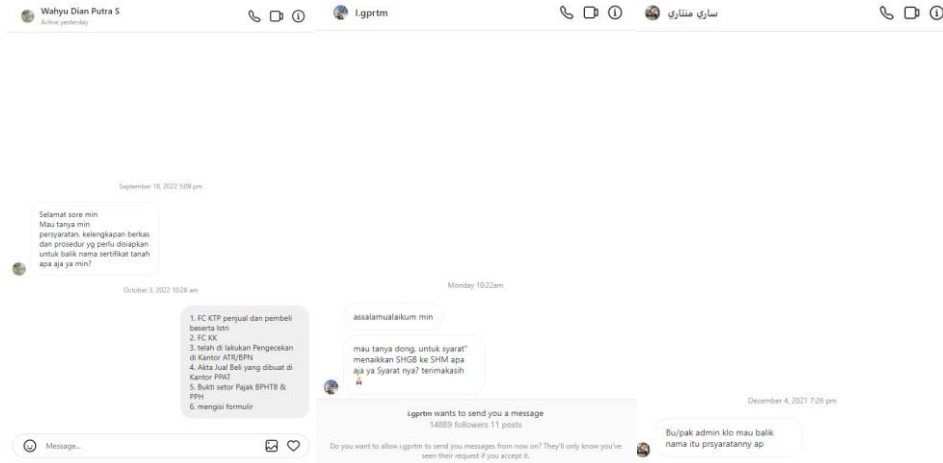 Wahyu Dian Putra S
Active yesterday
September 18, 2022 5:09 pm
Selamat sore min
Mau tanya min
persyaratan, kelengkapan berkas
dan prosedur yg perlu disiapkan
untuk balik nama sertifikat tanah
apa aja ya min?
October 3, 2022 10:28 am
1. FC KTP penjual dan pembeli
beserta Istri
2. FC KK
3. telah di lakukan Pengecekan
di Kantor ATR/BPN
4. Akta Jual Beli yang dibuat di
Kantor PPAT
5. Bukti setor Pajak BPHTB &
PPH
6. mengisi formulir
Message...
i.gprtm
Monday 10:22am
assalamualaikum min
mau tanya dong, untuk syarat"
menaikkan SHGB ke SHM apa
aja ya Syarat nya? terimakasih
🙏
i.gprtm wants to send you a message
14089 followers 11 posts
Do you want to allow i.gprtm to send you messages from now on? They'll only know you've
seen their request if you accept it.
ساري منتاري
December 4, 2021 7:26 pm
Bu/pak admin klo mau balik
nama itu prsyaratanny ap